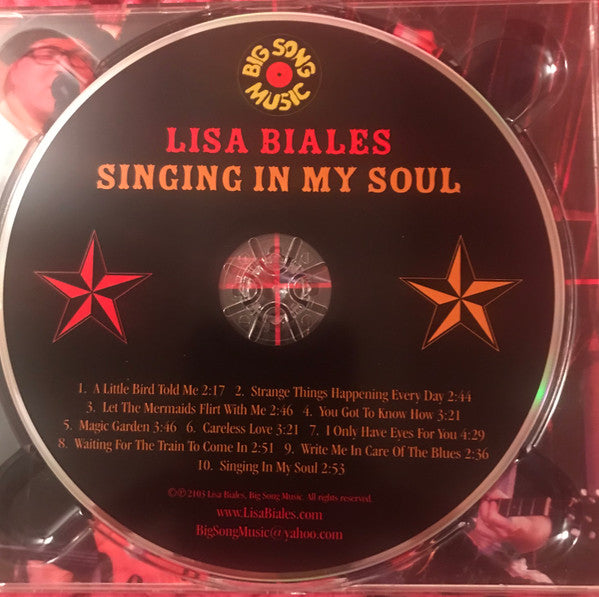 BIG SONG
MUSIC
LISA BIALES
SINGING IN MY SOUL
1. A Little Bird Told Me 2:17 2. Strange Things Happening Every Day 2:44
3. Let The Mermaids Flirt With Me 2:46 4. You Got To Know How 3:21
5. Magic Garden 3:46 6. Careless Love 3:21 7. I Only Have Eyes For You 4:29
8. Waiting For The Train To Come In 2:51 9. Write Me In Care Of The Blues 2:36
10. Singing In My Soul 2:53
©℗ 2103 Lisa Biales, Big Song Music. All rights reserved.
www.LisaBiales.com
BigSongMusic@yahoo.com